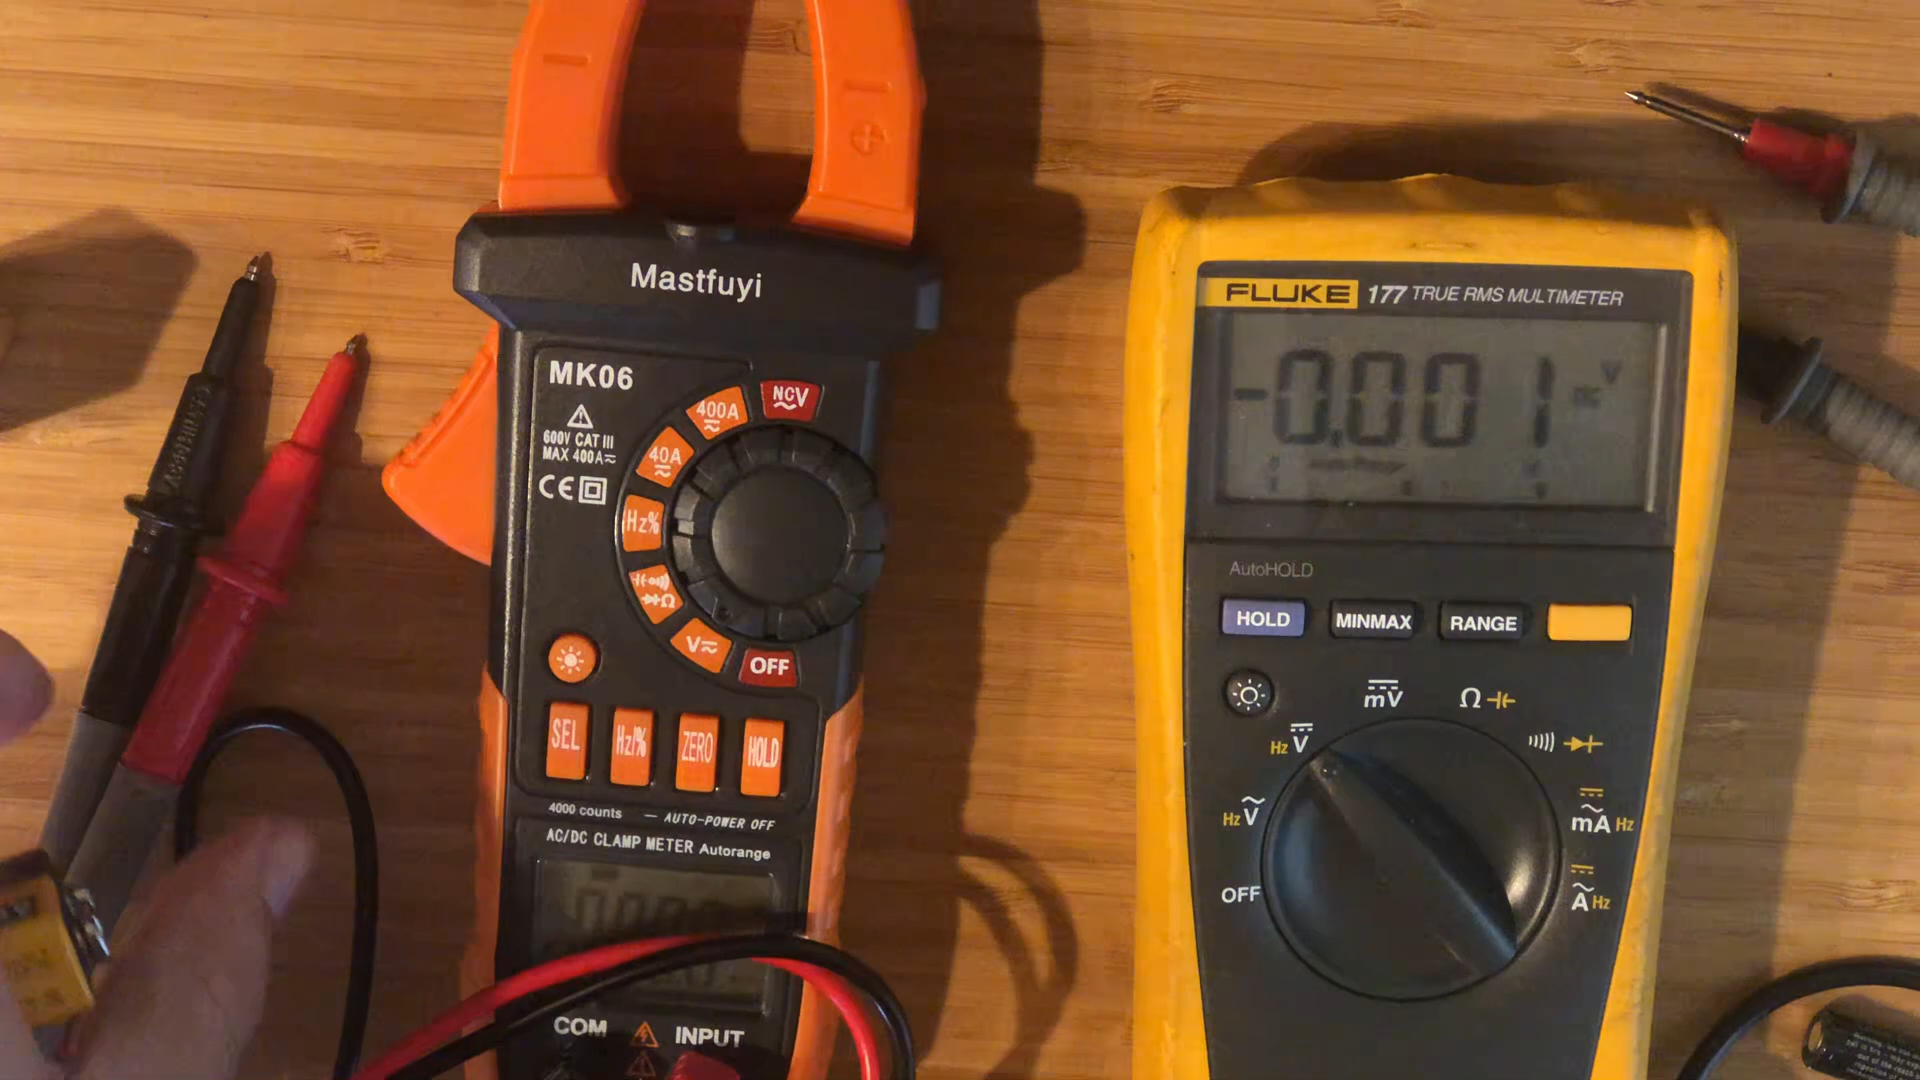 Mastfuyi
MK06
600V CAT III
MAX 400A
CE
NCV
400A
40A
Hz%
Ω
V
OFF
SEL
Hz/%
ZERO
HOLD
4000 counts
AUTO-POWER OFF
AC/DC CLAMP METER Autorange
COM
INPUT
FLUKE 177 TRUE RMS MULTIMETER
-0.001 V
DC
AutoHOLD
HOLD
MINMAX
RANGE
mV
Ω
Hz V
Hz V
OFF
mA Hz
A Hz